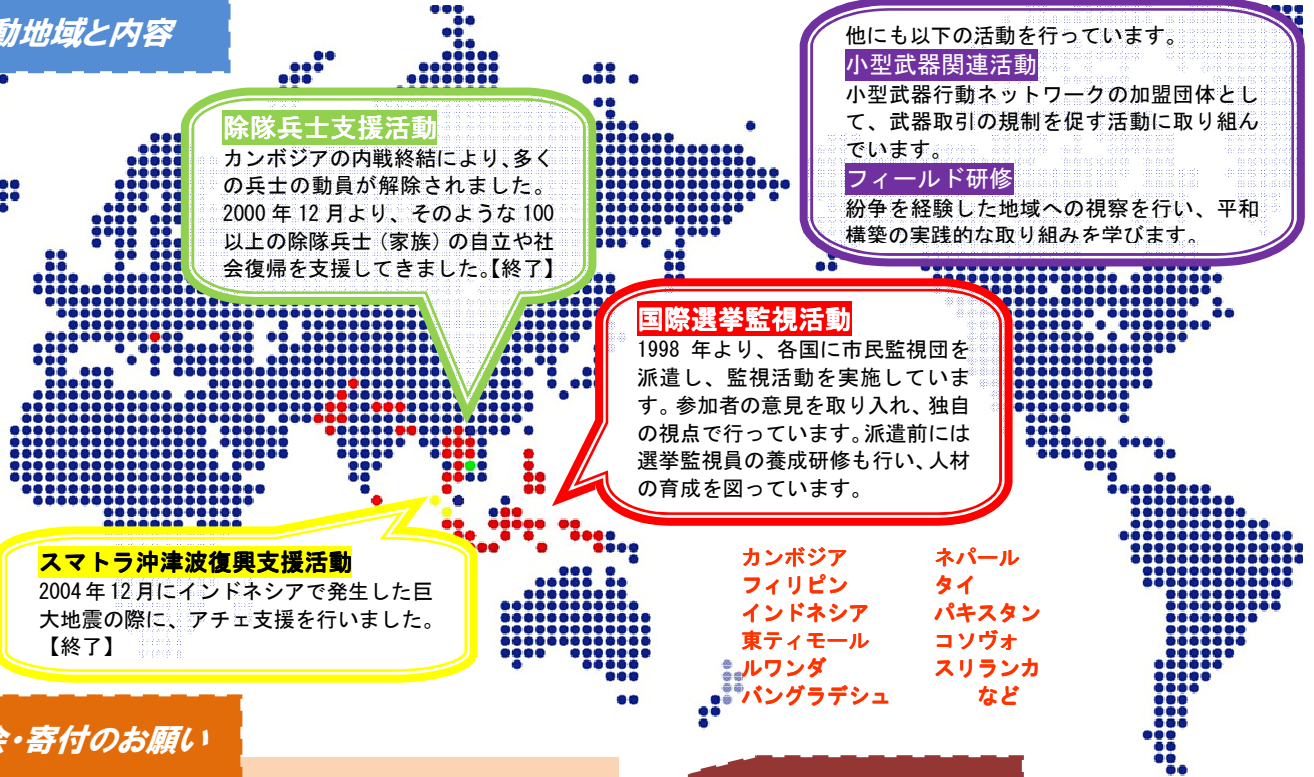 動地域と内容
除隊兵士支援活動
カンボジアの内戦終結により、多く
の兵士の動員が解除されました。
2000年12月より、そのような100
以上の除隊兵士（家族）の自立や社
会復帰を支援してきました。【終了】
他にも以下の活動を行っています。
小型武器関連活動
小型武器行動ネットワークの加盟団体とし
て、武器取引の規制を促す活動に取り組ん
でいます。
フィールド研修
紛争を経験した地域への視察を行い、平和
構築の実践的な取り組みを学びます。
国際選挙監視活動
1998 年より、各国に市民監視団を
派遣し、監視活動を実施していま
す。参加者の意見を取り入れ、独自
の視点で行っています。派遣前には
選挙監視員の養成研修も行い、人材
の育成を図っています。
スマトラ沖津波復興支援活動
2004年12月にインドネシアで発生した巨
大地震の際に、アチェ支援を行いました。
【終了】
カンボジア ネパール
フィリピン タイ
インドネシア パキスタン
東ティモール コソヴォ
ルワンダ スリランカ
バングラデシュ など
・寄付のお願い